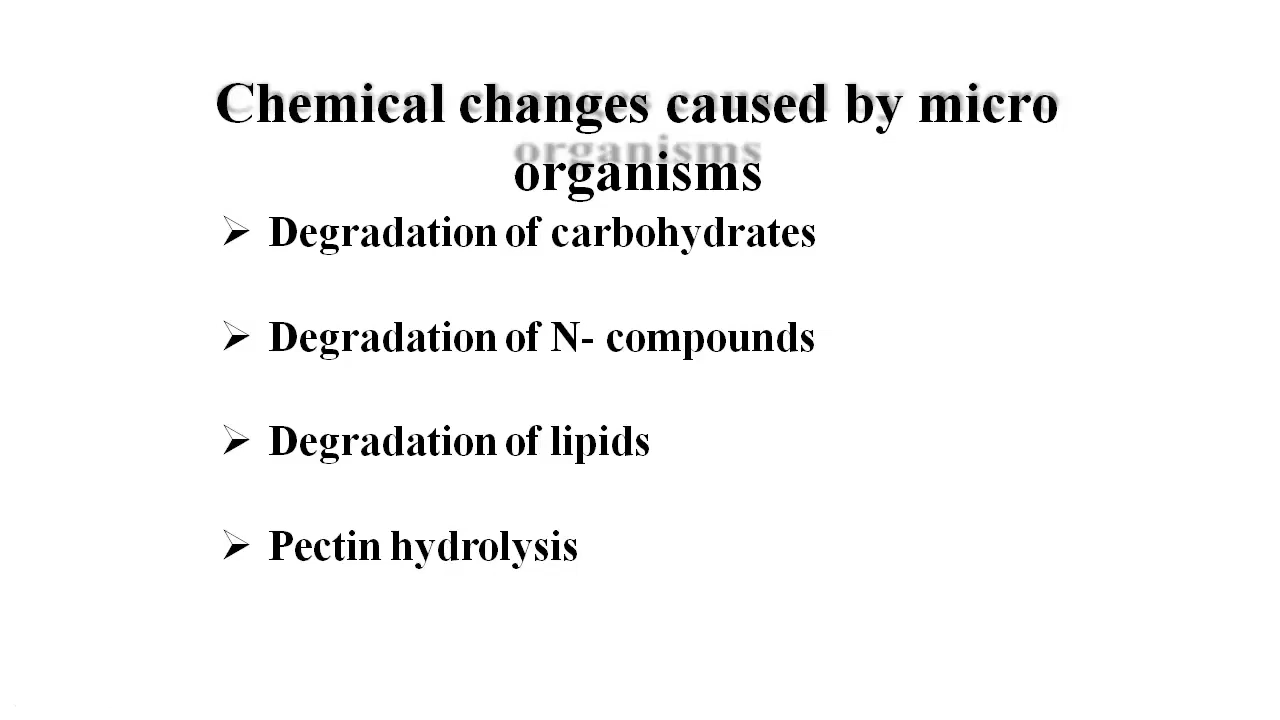 Chemical changes caused by micro
organisms
➢ Degradation of carbohydrates
➢ Degradation of N- compounds
➢ Degradation of lipids
➢ Pectin hydrolysis